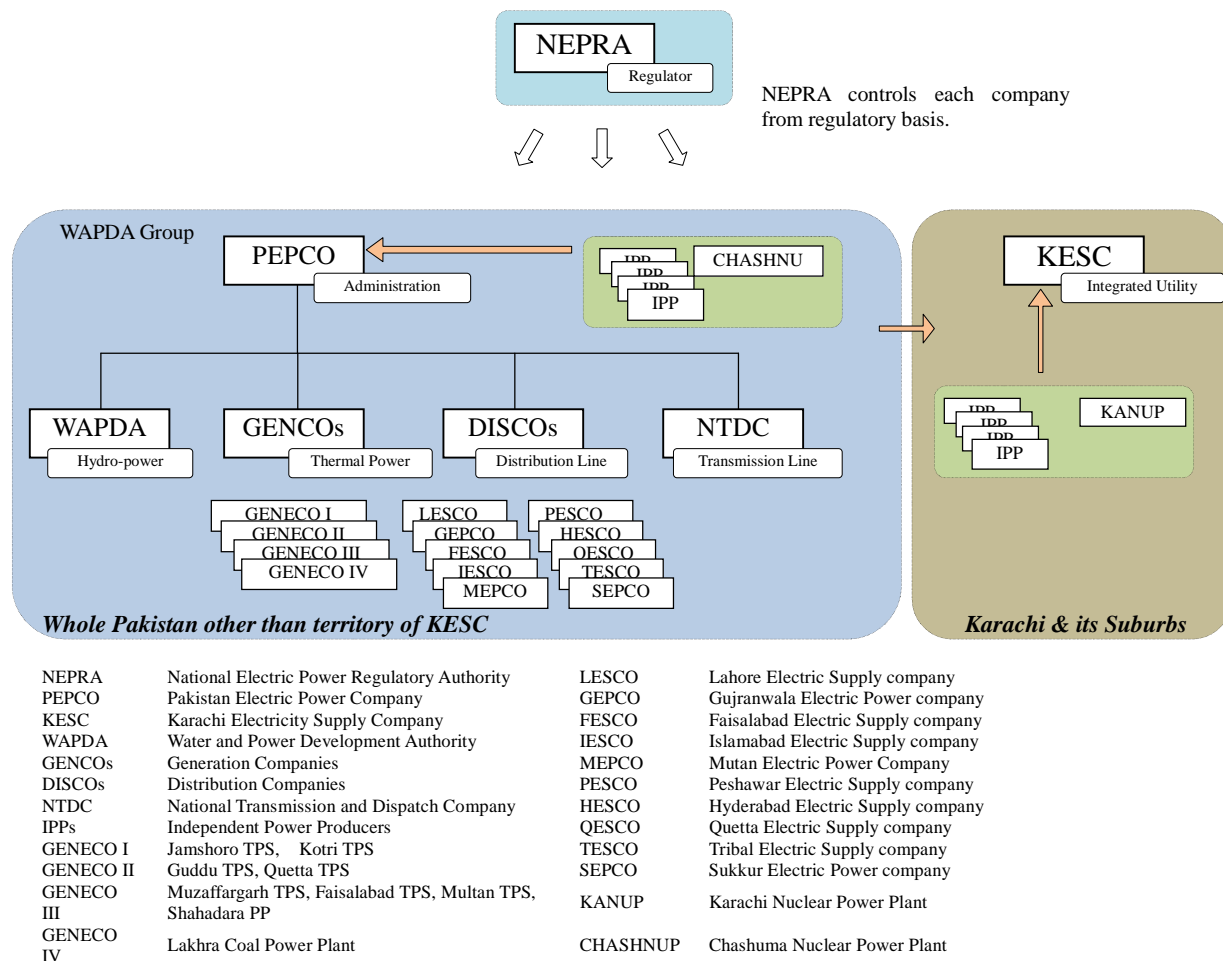 NEPRA
Regulator
NEPRA controls each company
from regulatory basis.
WAPDA Group
PEPCO
Administration
IPP
IPP
IPP
IPP
CHASHNU
KESC
Integrated Utility
WAPDA
Hydro-power
GENCOs
Thermal Power
DISCOs
Distribution Line
NTDC
Transmission Line
IPP
IPP
IPP
IPP
KANUP
GENECO I
GENECO II
GENECO III
GENECO IV
LESCO
GEPCO
FESCO
IESCO
MEPCO
PESCO
HESCO
QESCO
TESCO
SEPCO
Whole Pakistan other than territory of KESC
Karachi & its Suburbs
NEPRA National Electric Power Regulatory Authority
PEPCO Pakistan Electric Power Company
KESC Karachi Electricity Supply Company
WAPDA Water and Power Development Authority
GENCOs Generation Companies
DISCOs Distribution Companies
NTDC National Transmission and Dispatch Company
IPPs Independent Power Producers
GENECO I Jamshoro TPS, Kotri TPS
GENECO II Guddu TPS, Quetta TPS
GENECO III Muzaffargarh TPS, Faisalabad TPS, Multan TPS,
Shahadara PP
GENECO IV Lakhra Coal Power Plant
LESCO Lahore Electric Supply company
GEPCO Gujranwala Electric Power company
FESCO Faisalabad Electric Supply company
IESCO Islamabad Electric Supply company
MEPCO Mutan Electric Power Company
PESCO Peshawar Electric Supply company
HESCO Hyderabad Electric Supply company
QESCO Quetta Electric Supply company
TESCO Tribal Electric Supply company
SEPCO Sukkur Electric Power company
KANUP Karachi Nuclear Power Plant
CHASHNUP Chashuma Nuclear Power Plant